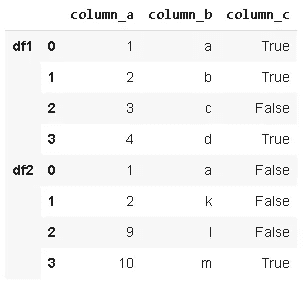 column_a column_b column_c
df1 0 1 a True
1 2 b True
2 3 c False
3 4 d True
df2 0 1 a False
1 2 k False
2 9 l False
3 10 m True